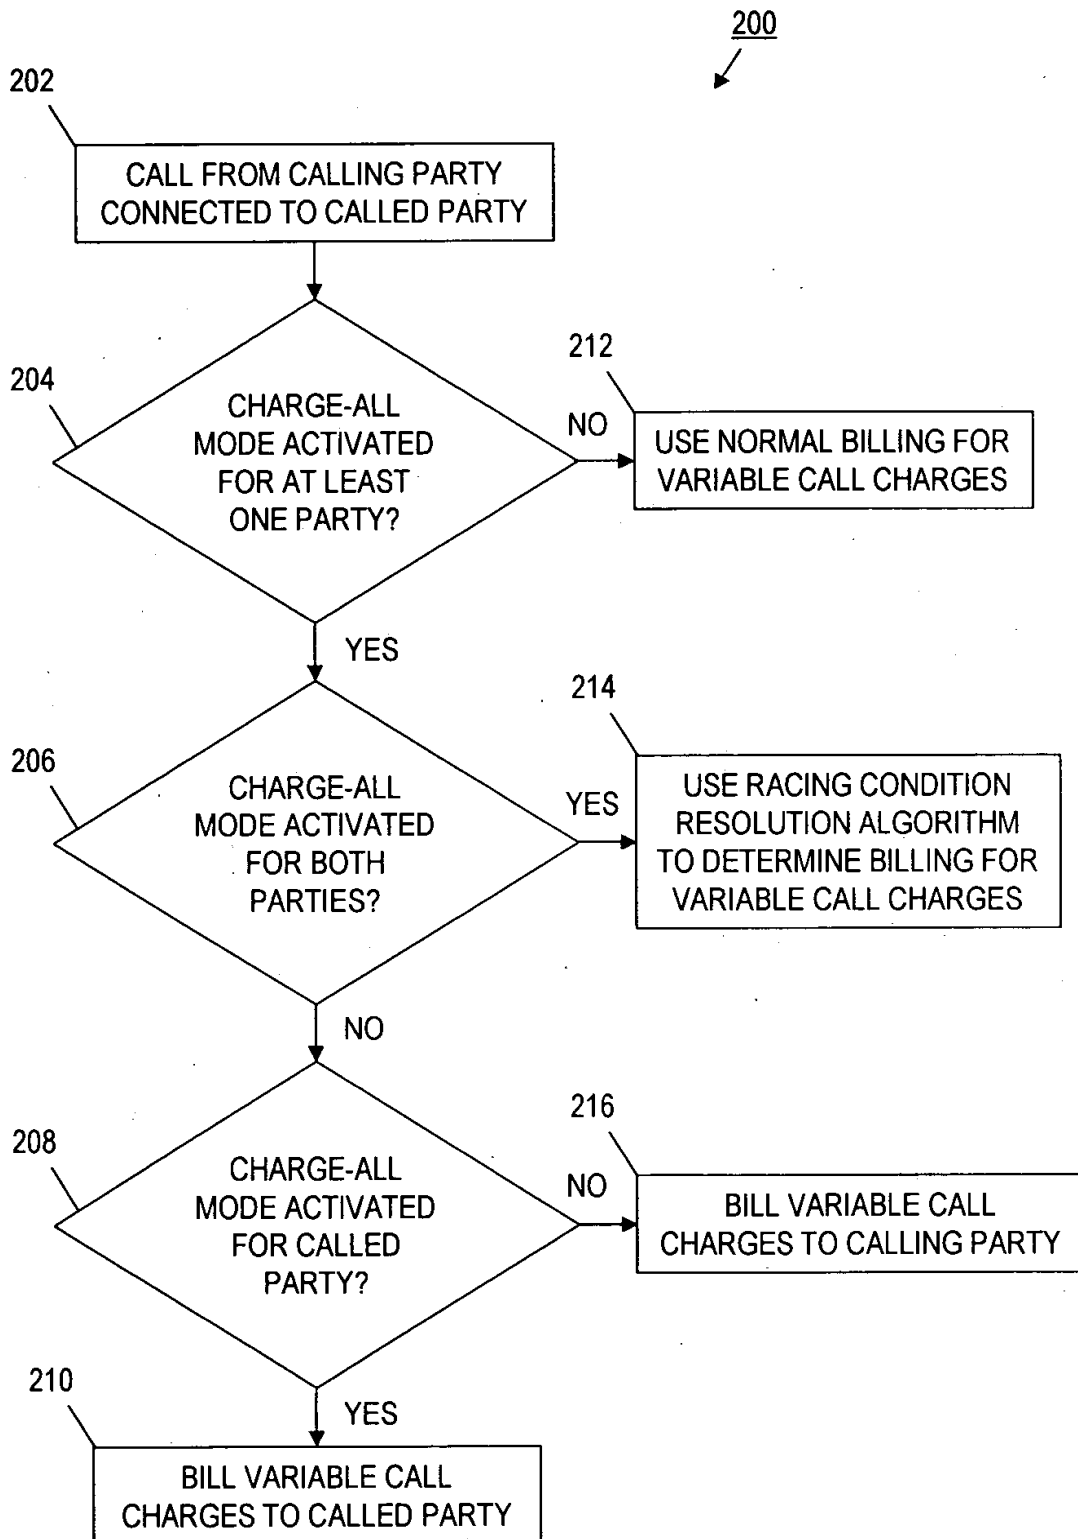 200
202
CALL FROM CALLING PARTY
CONNECTED TO CALLED PARTY
204
CHARGE-ALL
MODE ACTIVATED
FOR AT LEAST
ONE PARTY?
NO
212
USE NORMAL BILLING FOR
VARIABLE CALL CHARGES
YES
206
CHARGE-ALL
MODE ACTIVATED
FOR BOTH
PARTIES?
YES
214
USE RACING CONDITION
RESOLUTION ALGORITHM
TO DETERMINE BILLING FOR
VARIABLE CALL CHARGES
NO
208
CHARGE-ALL
MODE ACTIVATED
FOR CALLED
PARTY?
NO
216
BILL VARIABLE CALL
CHARGES TO CALLING PARTY
YES
210
BILL VARIABLE CALL
CHARGES TO CALLED PARTY